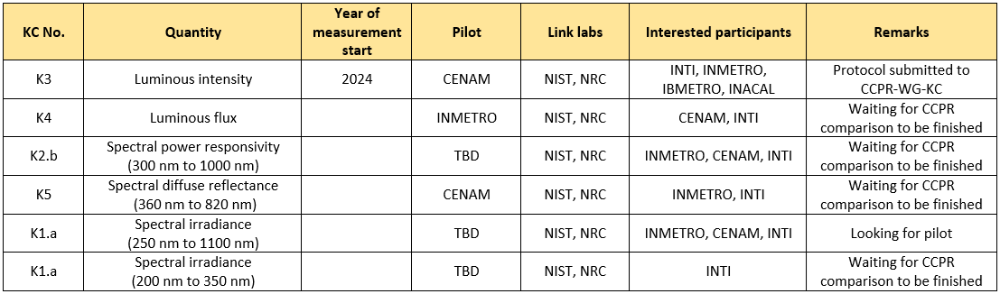 KC No. Quantity Year of measurement start Pilot Link labs Interested participants Remarks
K3 Luminous intensity 2024 CENAM NIST, NRC INTI, INMETRO, IBMETRO, INACAL Protocol submitted to CCPR-WG-KC
K4 Luminous flux INMETRO NIST, NRC CENAM, INTI Waiting for CCPR comparison to be finished
K2.b Spectral power responsivity (300 nm to 1000 nm) TBD NIST, NRC INMETRO, CENAM, INTI Waiting for CCPR comparison to be finished
K5 Spectral diffuse reflectance (360 nm to 820 nm) CENAM NIST, NRC INMETRO, INTI Waiting for CCPR comparison to be finished
K1.a Spectral irradiance (250 nm to 1100 nm) TBD NIST, NRC INMETRO, CENAM, INTI Looking for pilot
K1.a Spectral irradiance (200 nm to 350 nm) TBD NIST, NRC INTI Waiting for CCPR comparison to be finished